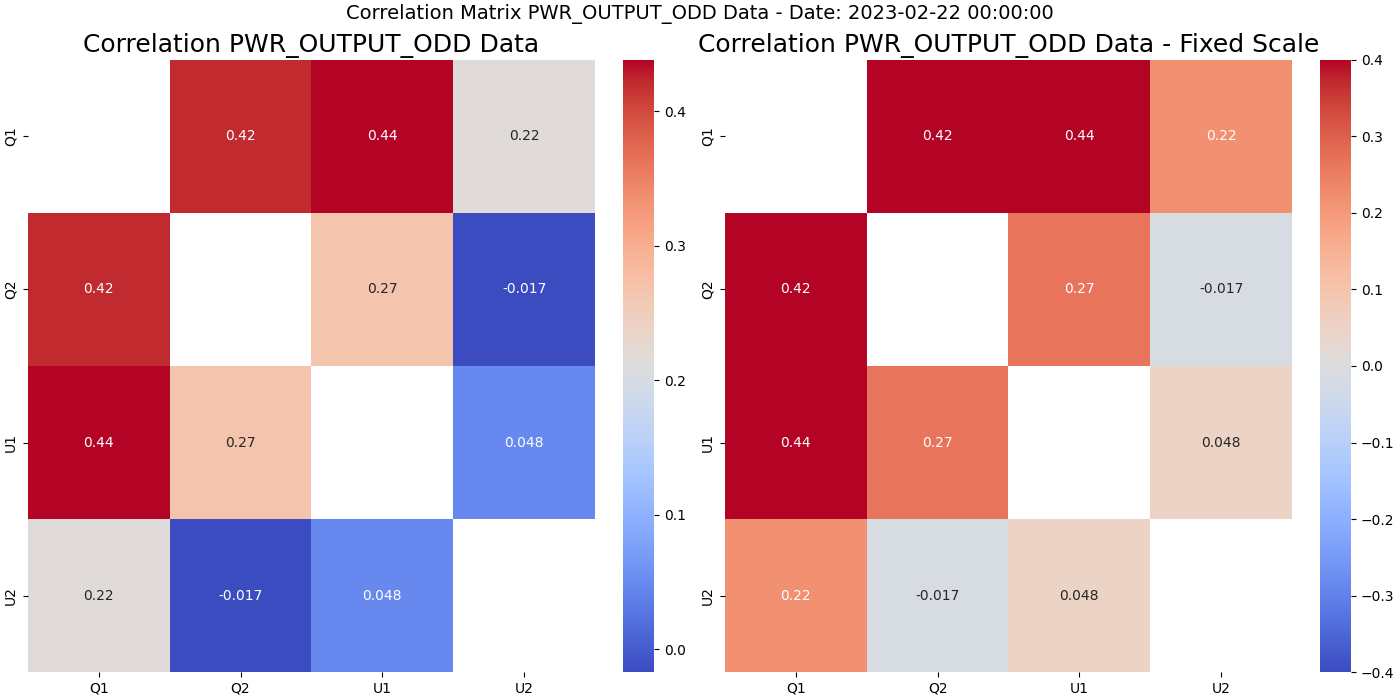 Correlation Matrix PWR_OUTPUT_ODD Data - Date: 2023-02-22 00:00:00
Correlation PWR_OUTPUT_ODD Data
Q1
0.42
0.44
0.22
Q2
0.42
0.27
-0.017
U1
0.44
0.27
0.048
U2
0.22
-0.017
0.048
Q1
Q2
U1
U2
0.4
0.3
0.2
0.1
0.0
Correlation PWR_OUTPUT_ODD Data - Fixed Scale
Q1
0.42
0.44
0.22
Q2
0.42
0.27
-0.017
U1
0.44
0.27
0.048
U2
0.22
-0.017
0.048
Q1
Q2
U1
U2
0.4
0.3
0.2
0.1
0.0
−0.1
−0.2
−0.3
−0.4